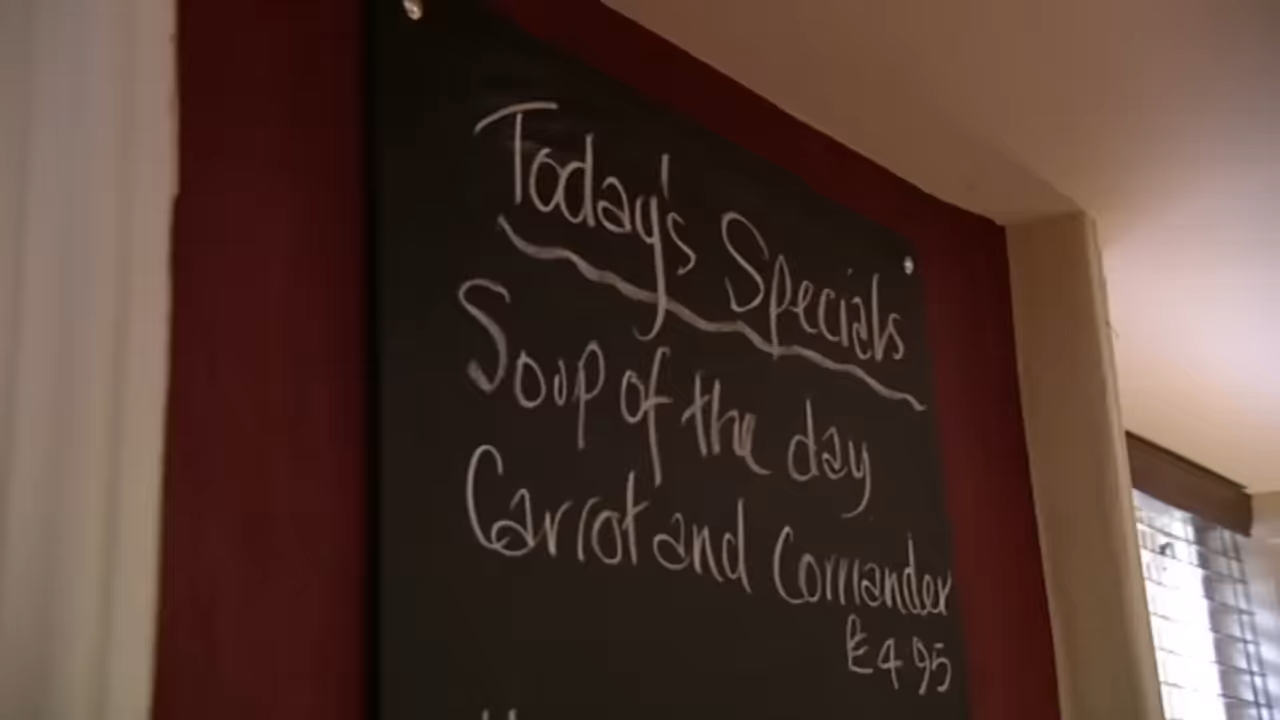 Today's Specials
Soup of the day
Carrot and Corriander
£4 95